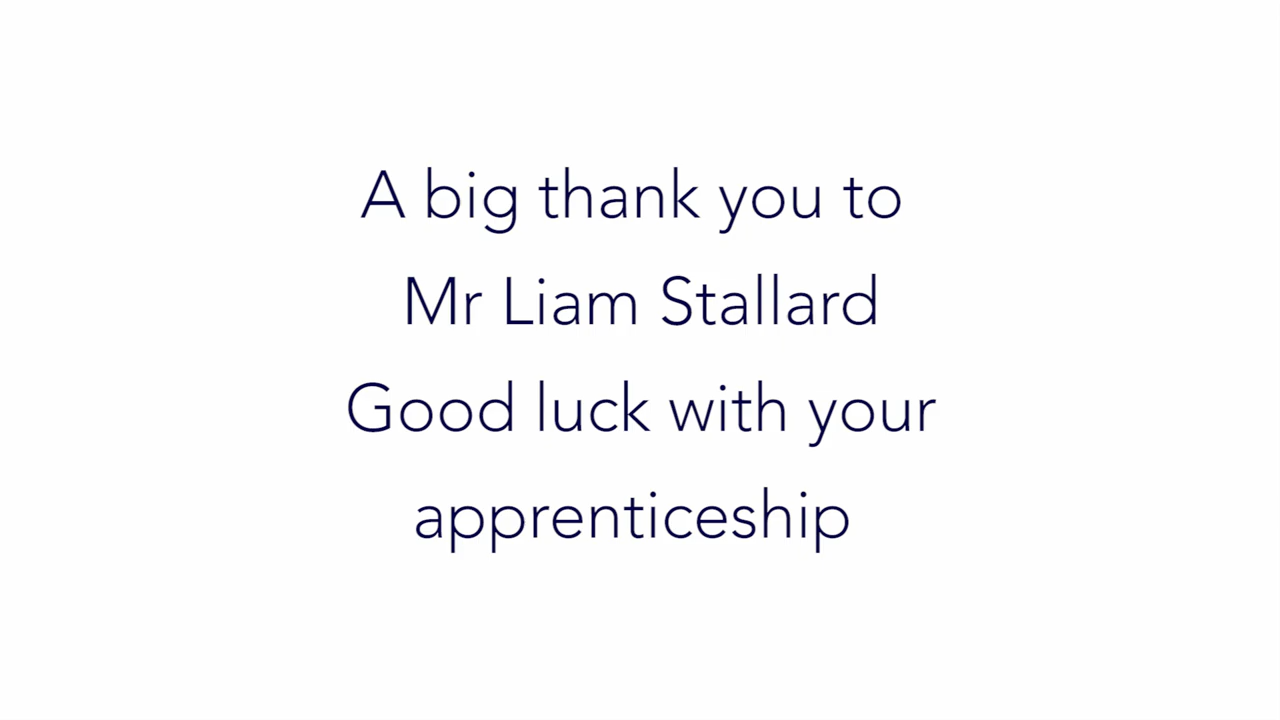 A big thank you to
Mr Liam Stallard
Good luck with your
apprenticeship